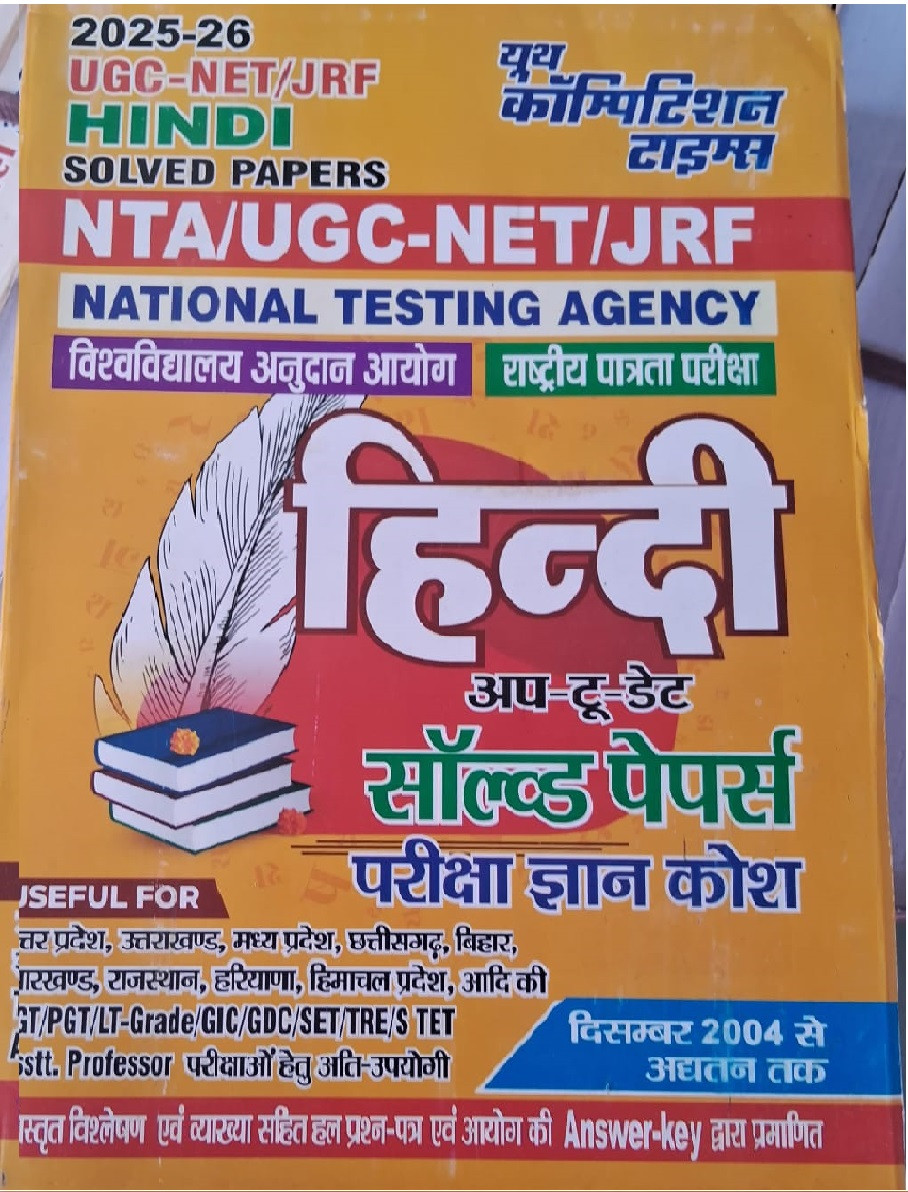 2025-26
UGC-NET/JRF
HINDI
SOLVED PAPERS
यूथ
कॉम्पिटिशन
टाइम्स
NTA/UGC-NET/JRF
NATIONAL TESTING AGENCY
विश्वविद्यालय अनुदान आयोग
राष्ट्रीय पात्रता परीक्षा
हिन्दी
अप-टू-डेट
सॉल्व्ड पेपर्स
परीक्षा ज्ञान कोश
USEFUL FOR
प्रदेश, उत्तराखण्ड, मध्य प्रदेश, छत्तीसगढ़, बिहार,
राजस्थान, हरियाणा, हिमाचल प्रदेश, आदि की
/PGT/LT-Grade/GIC/GDC/SET/TRE/S TET
Professor परीक्षाओं हेतु अति-उपयोगी
दिसम्बर 2004 से
अद्यतन तक
विश्लेषण एवं व्याख्या सहित हल प्रश्न-पत्र एवं आयोग की Answer-key द्वारा प्रमाणित